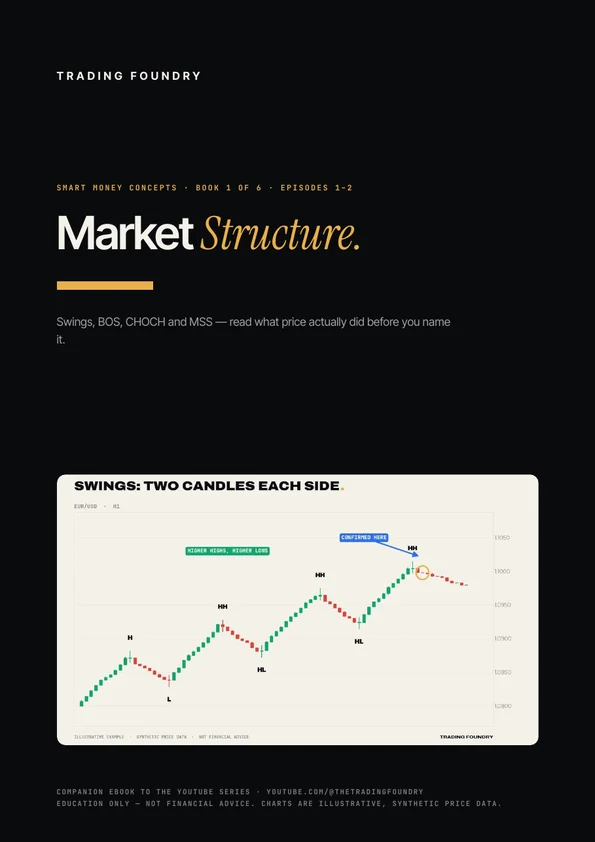 TRADING FOUNDRY
SMART MONEY CONCEPTS · BOOK 1 OF 6 · EPISODES 1–2
Market Structure.
Swings, BOS, CHOCH and MSS — read what price actually did before you name
it.
SWINGS: TWO CANDLES EACH SIDE.
EUR/USD · H1
CONFIRMED HERE
1.1050
HH
HIGHER HIGHS, HIGHER LOWS
1.1000
HH
1.0950
HH
H
HL
1.0900
HL
1.0850
L
1.0800
ILLUSTRATIVE EXAMPLE · SYNTHETIC PRICE DATA · NOT FINANCIAL ADVICE
TRADING FOUNDRY
COMPANION EBOOK TO THE YOUTUBE SERIES · YOUTUBE.COM/@THETRADINGFOUNDRY
EDUCATION ONLY — NOT FINANCIAL ADVICE. CHARTS ARE ILLUSTRATIVE, SYNTHETIC PRICE DATA.